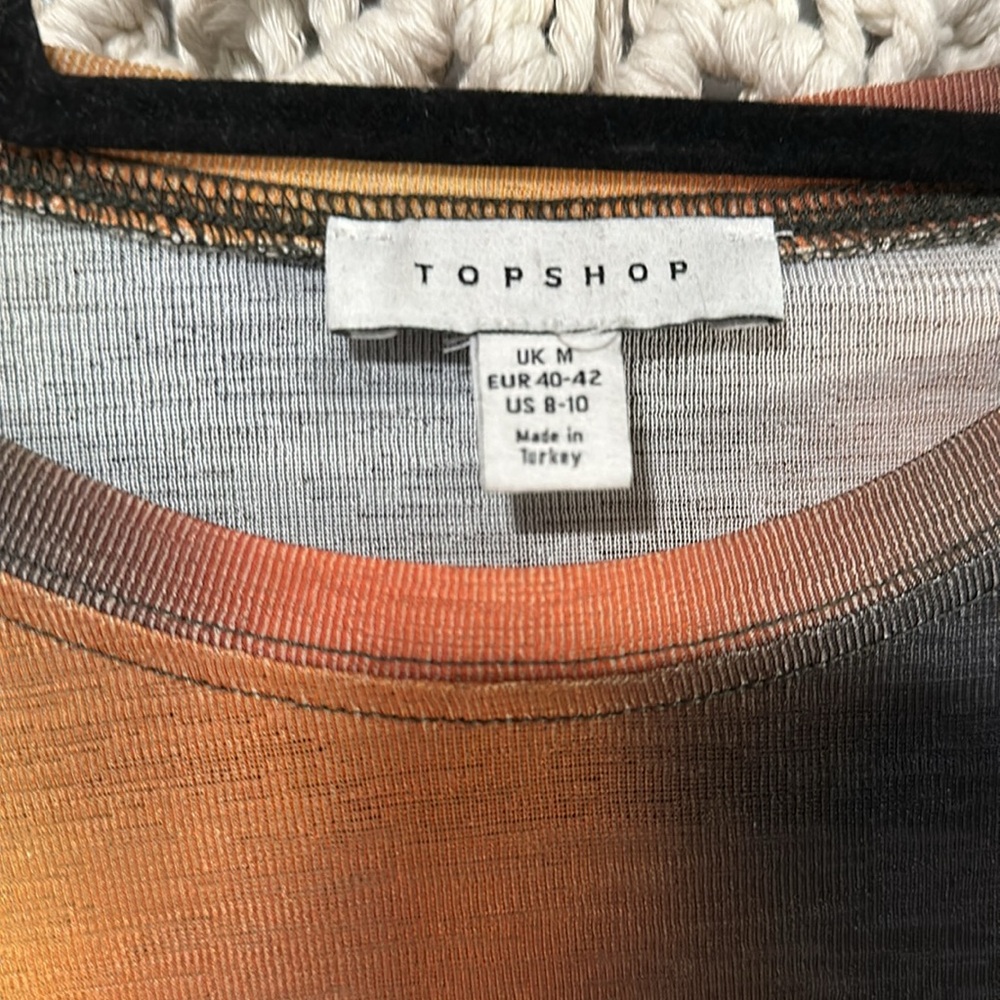 TOPSHOP
UK M
EUR 40-42
US 8-10
Made in
Turkey